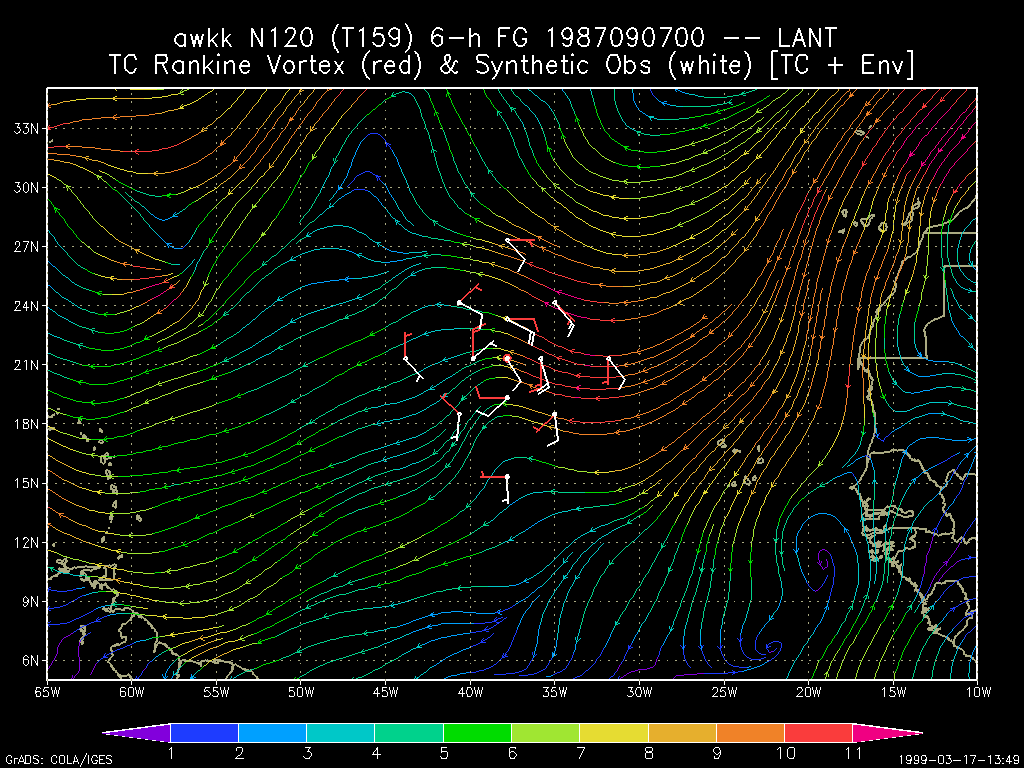 awkk N120 (T159) 6-h FG 1987090700 -- LANT
TC Rankine Vortex (red) & Synthetic Obs (white) [TC + Env]
33N
30N
27N
24N
21N
18N
15N
12N
9N
6N
65W 60W 55W 50W 45W 40W 35W 30W 25W 20W 15W 10W
1 2 3 4 5 6 7 8 9 10 11
GrADS: COLA/IGES 1999-03-17-13:49